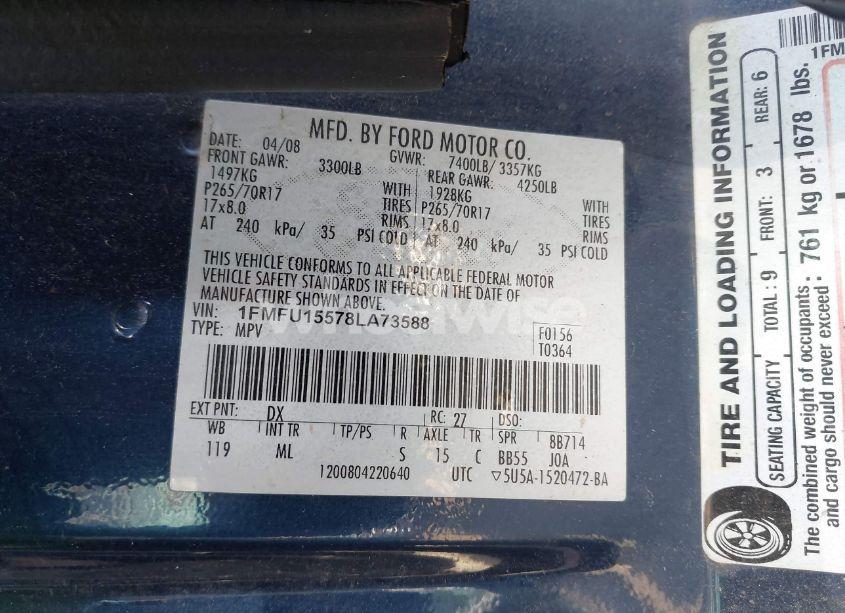 MFD. BY FORD MOTOR CO.
DATE: 04/08 GVWR: 7400LB/ 3357KG
FRONT GAWR: 3300LB REAR GAWR: 4250LB
1497KG WITH 1928KG WITH
P265/70R17 TIRES P265/70R17 TIRES
17x8.0 RIMS 17x8.0 RIMS
AT 240 kPa/ 35 PSI COLD AT 240 kPa/ 35 PSI COLD
THIS VEHICLE CONFORMS TO ALL APPLICABLE FEDERAL MOTOR
VEHICLE SAFETY STANDARDS IN EFFECT ON THE DATE OF
MANUFACTURE SHOWN ABOVE.
VIN: 1FMFU15578LA73588
TYPE: MPV
F0156
T0364
EXT PNT: DX RC: 27 DSO:
WB INT TR TP/PS R AXLE TR SPR 8B714
119 ML S 15 C BB55 JOA
1200804220640 UTC ▽5U5A-1520472-BA
1FM
TIRE AND LOADING INFORMATION
SEATING CAPACITY TOTAL: 9 FRONT: 3 REAR: 6
The combined weight of occupants and cargo should never exceed: 761 kg or 1678 lbs.